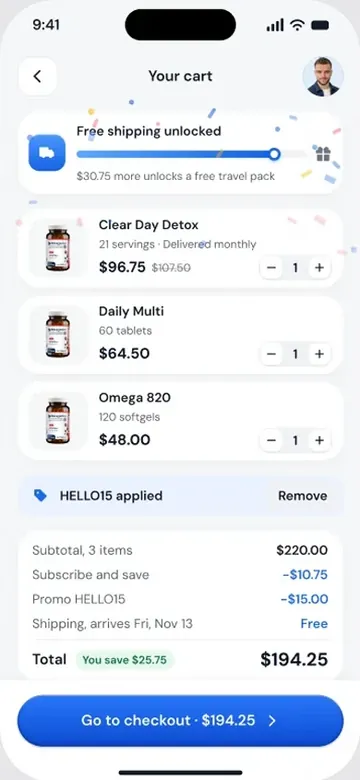 9:41
Your cart
Free shipping unlocked
$30.75 more unlocks a free travel pack
Clear Day Detox
21 servings · Delivered monthly
$96.75 $107.50
− 1 +
Daily Multi
60 tablets
$64.50
− 1 +
Omega 820
120 softgels
$48.00
− 1 +
HELLO15 applied Remove
Subtotal, 3 items $220.00
Subscribe and save -$10.75
Promo HELLO15 -$15.00
Shipping, arrives Fri, Nov 13 Free
Total You save $25.75 $194.25
Go to checkout · $194.25